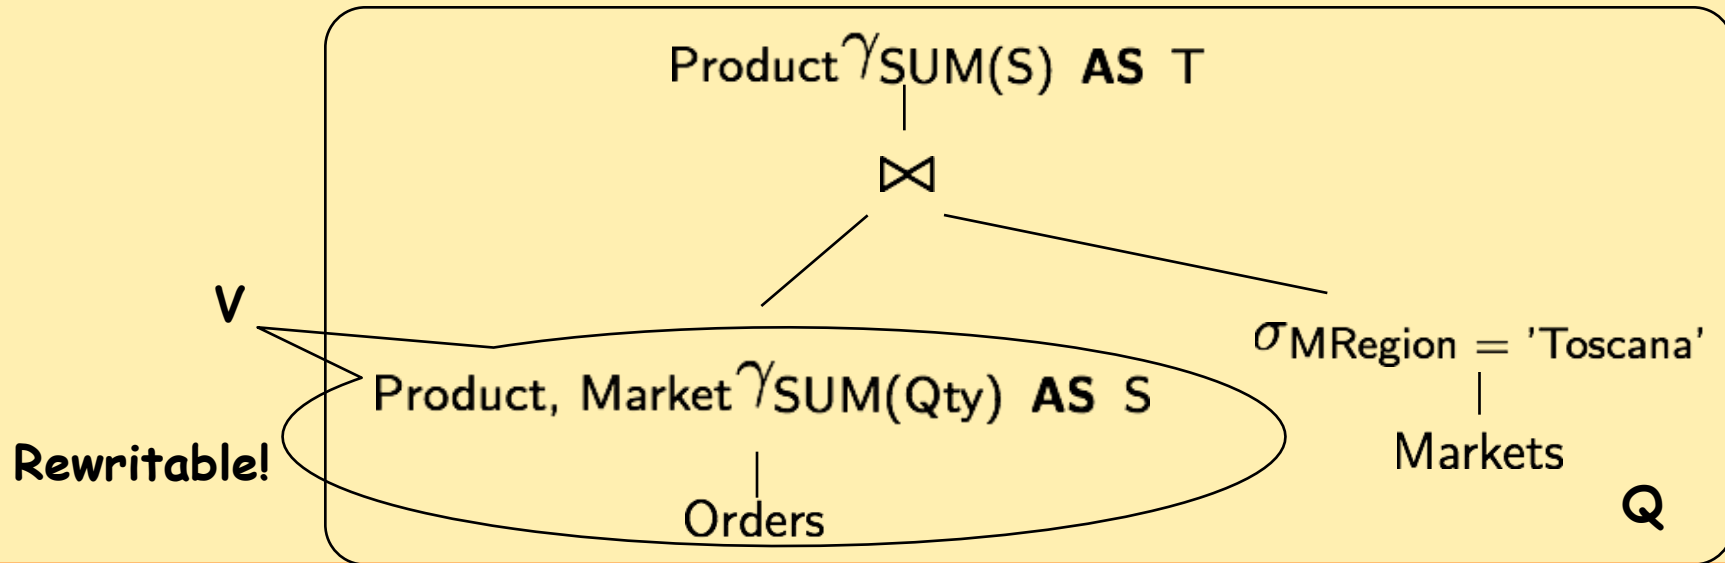 Product γ SUM(S) AS T
⋈
V
σ MRegion = 'Toscana'
Product, Market γ SUM(Qty) AS S
Markets
Rewritable!
Q
Orders